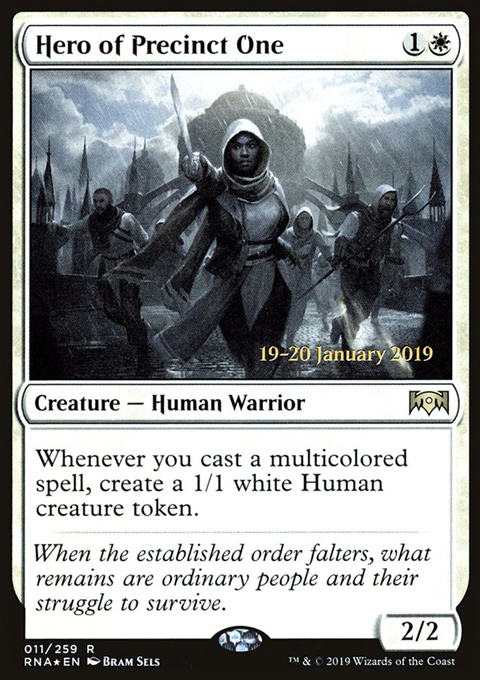 Hero of Precinct One 1
19–20 January 2019
Creature — Human Warrior
Whenever you cast a multicolored
spell, create a 1/1 white Human
creature token.
When the established order falters, what
remains are ordinary people and their
struggle to survive.
2/2
011/259 R
RNA★EN Bram Sels
™ & © 2019 Wizards of the Coast